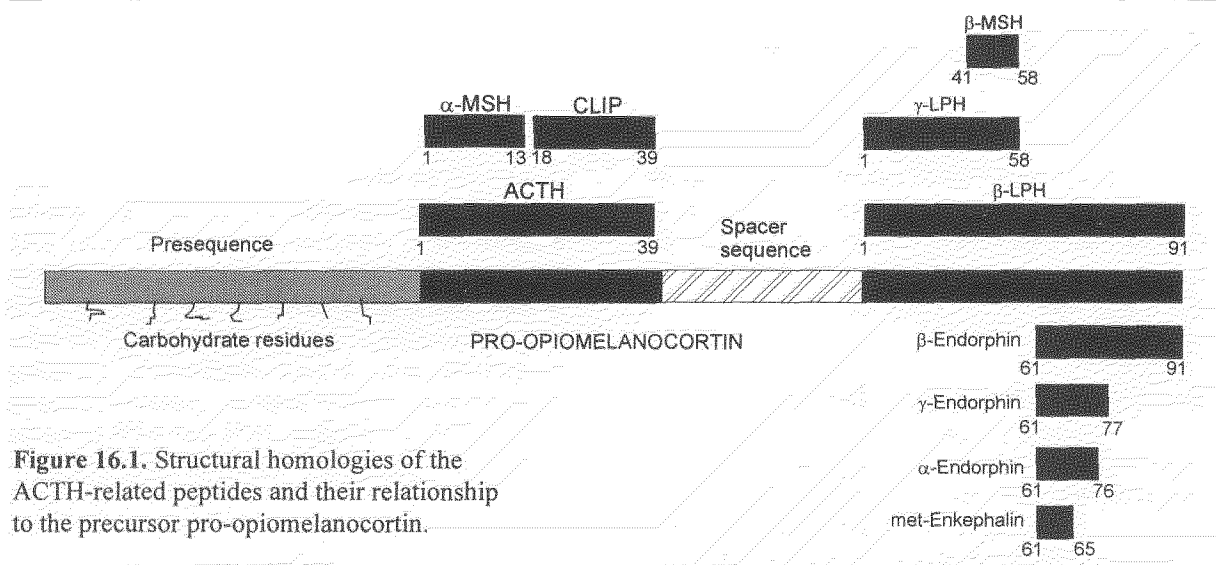 β-MSH
41 58
α-MSH CLIP γ-LPH
1 13 18 39 1 58
ACTH β-LPH
1 39 1 91
Presequence
Spacer
sequence
Carbohydrate residues
PRO-OPIOMELANOCORTIN
β-Endorphin
61 91
γ-Endorphin
61 77
α-Endorphin
61 76
met-Enkephalin
61 65
Figure 16.1. Structural homologies of the
ACTH-related peptides and their relationship
to the precursor pro-opiomelanocortin.